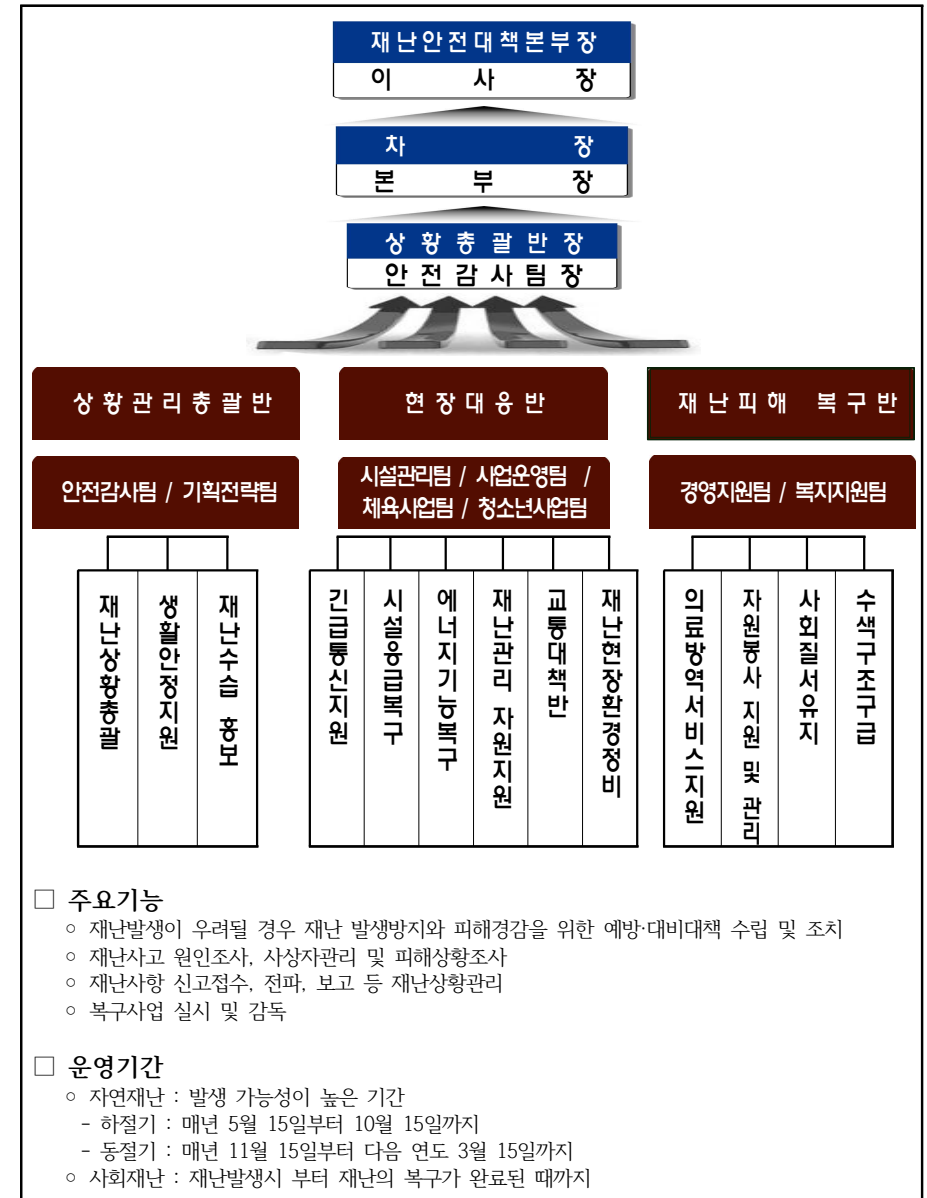 재난안전대책본부장
이 사 장
차 장
본 부 장
상황총괄반장
안전감사팀장
상황관리총괄반
현장대응반
재난피해 복구반
안전감사팀 / 기획전략팀
시설관리팀 / 사업운영팀 /
체육사업팀 / 청소년사업팀
경영지원팀 / 복지지원팀
재난상황총괄
생활안정지원
재난수습 홍보
긴급통신지원
시설응급복구
에너지기능복구
재난관리 자원지원
교통대책반
재난현장환경정비
의료방역서비스지원
자원봉사 지원 및 관리
사회질서유지
수색구조구급
□ 주요기능
○ 재난발생이 우려될 경우 재난 발생방지와 피해경감을 위한 예방·대비대책 수립 및 조치
○ 재난사고 원인조사, 사상자관리 및 피해상황조사
○ 재난사항 신고접수, 전파, 보고 등 재난상황관리
○ 복구사업 실시 및 감독
□ 운영기간
○ 자연재난 : 발생 가능성이 높은 기간
- 하절기 : 매년 5월 15일부터 10월 15일까지
- 동절기 : 매년 11월 15일부터 다음 연도 3월 15일까지
○ 사회재난 : 재난발생시 부터 재난의 복구가 완료된 때까지